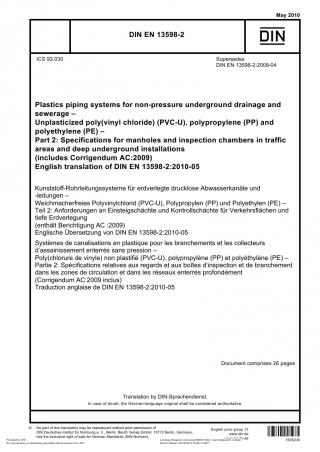 May 2010
DIN EN 13598-2
DIN
ICS 93.030
Supersedes
DIN EN 13598-2:2009-04
Plastics piping systems for non-pressure underground drainage and
sewerage –
Unplasticized poly(vinyl chloride) (PVC-U), polypropylene (PP) and
polyethylene (PE) –
Part 2: Specifications for manholes and inspection chambers in traffic
areas and deep underground installations
(includes Corrigendum AC:2009)
English translation of DIN EN 13598-2:2010-05
Kunststoff-Rohrleitungssysteme für erdverlegte drucklose Abwasserkanäle und
-leitungen –
Weichmacherfreies Polyvinylchlorid (PVC-U), Polypropylen (PP) und Polyethylen (PE) –
Teil 2: Anforderungen an Einsteigschächte und Kontrollschächte für Verkehrsflächen und
tiefe Erdverlegung
(enthält Berichtigung AC :2009)
Englische Übersetzung von DIN EN 13598-2:2010-05
Systèmes de canalisations en plastique pour les branchements et les collecteurs
d'assainissement enterrés sans pression –
Poly(chlorure de vinyle) non plastifié (PVC-U), polypropylène (PP) et polyéthylène (PE) –
Partie 2: Spécifications relatives aux regards et aux boîtes d'inspection et de branchement
dans les zones de circulation et dans les réseaux enterrés profondément
(Corrigendum AC:2009 inclus)
Traduction anglaise de DIN EN 13598-2:2010-05
Document comprises 26 pages
Translation by DIN-Sprachendienst.
In case of doubt, the German-language original shall be considered authoritative.
© No part of this translation may be reproduced without prior permission of
DIN Deutsches Institut für Normung e. V., Berlin. Beuth Verlag GmbH, 10772 Berlin, Germany,
has the exclusive right of sale for German Standards (DIN-Normen).
English price group 13
www.din.de